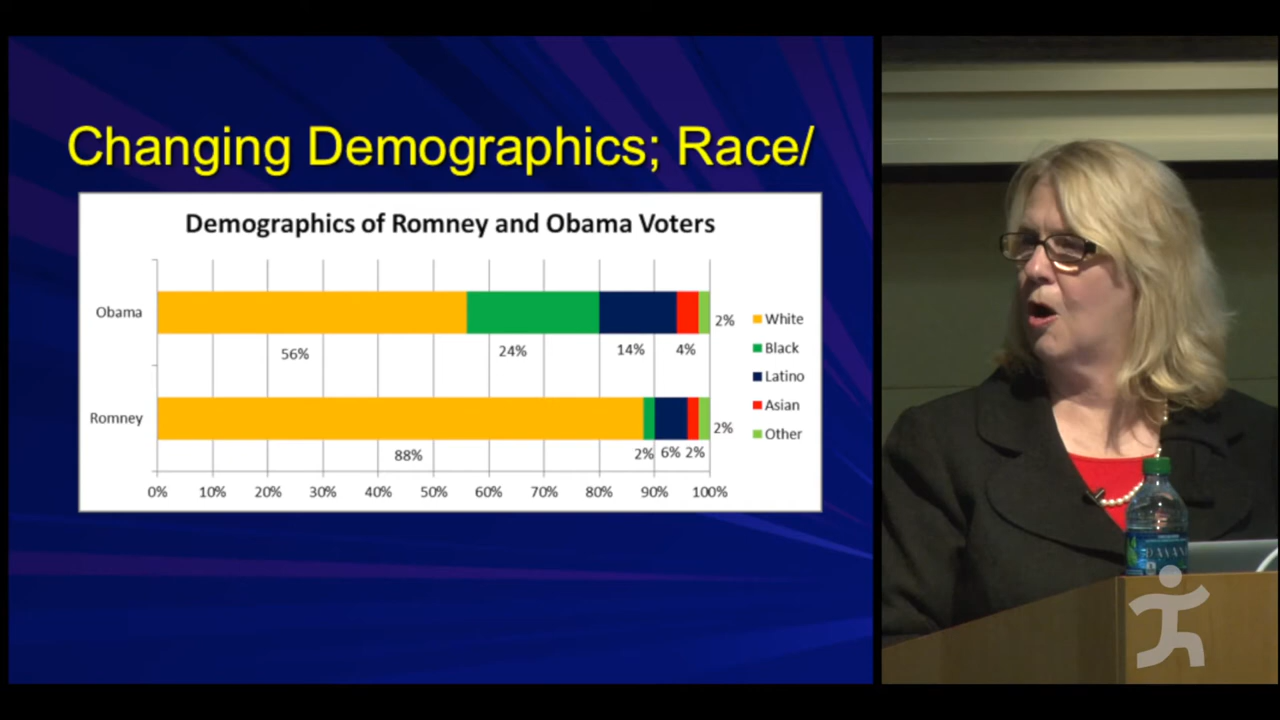 Changing Demographics; Race/
Demographics of Romney and Obama Voters
Obama
2%
56% 24% 14% 4%
Romney
2%
88% 2% 6% 2%
0% 10% 20% 30% 40% 50% 60% 70% 80% 90% 100%
White
Black
Latino
Asian
Other